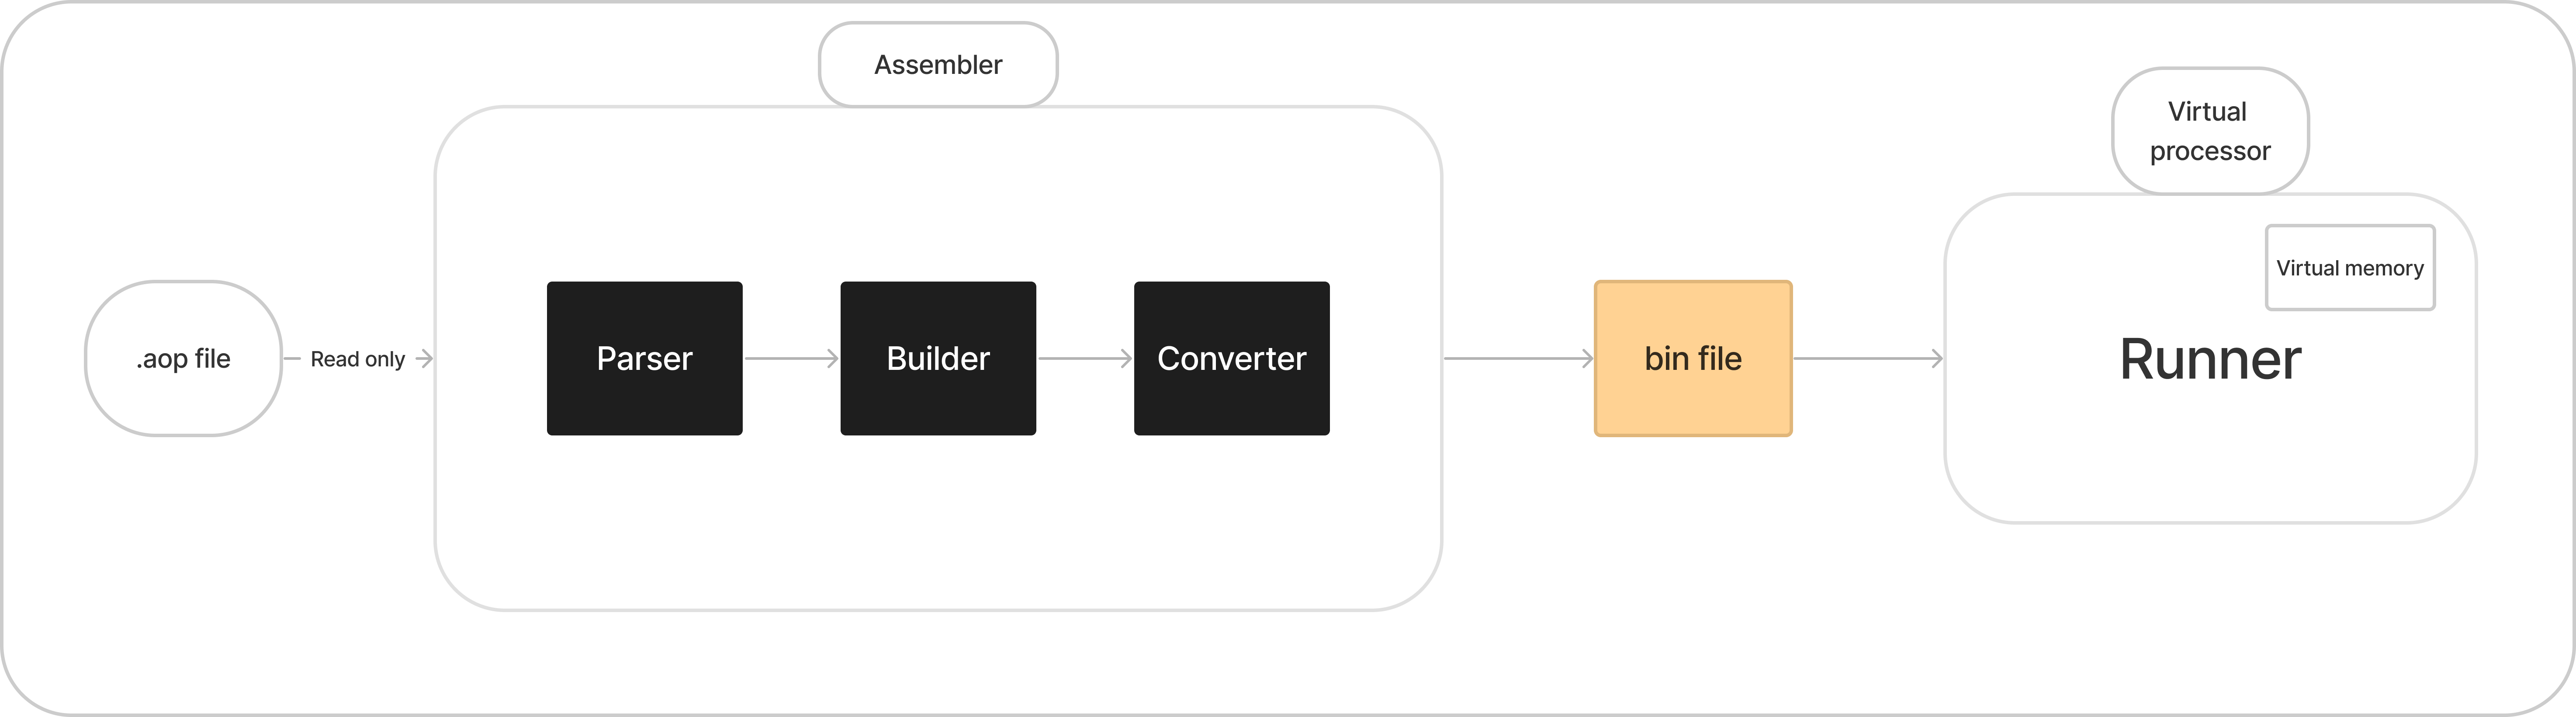 Assembler
Virtual
processor
Virtual memory
.aop file
Read only
Parser
Builder
Converter
bin file
Runner